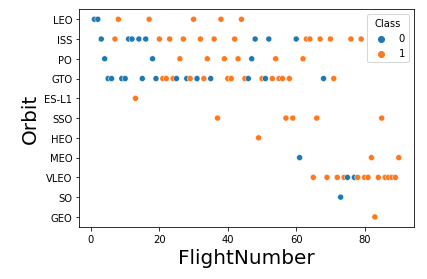 LEO
ISS
PO
GTO
ES-L1
SSO
HEO
MEO
VLEO
SO
GEO
Orbit
Class
0
1
0 20 40 60 80
FlightNumber